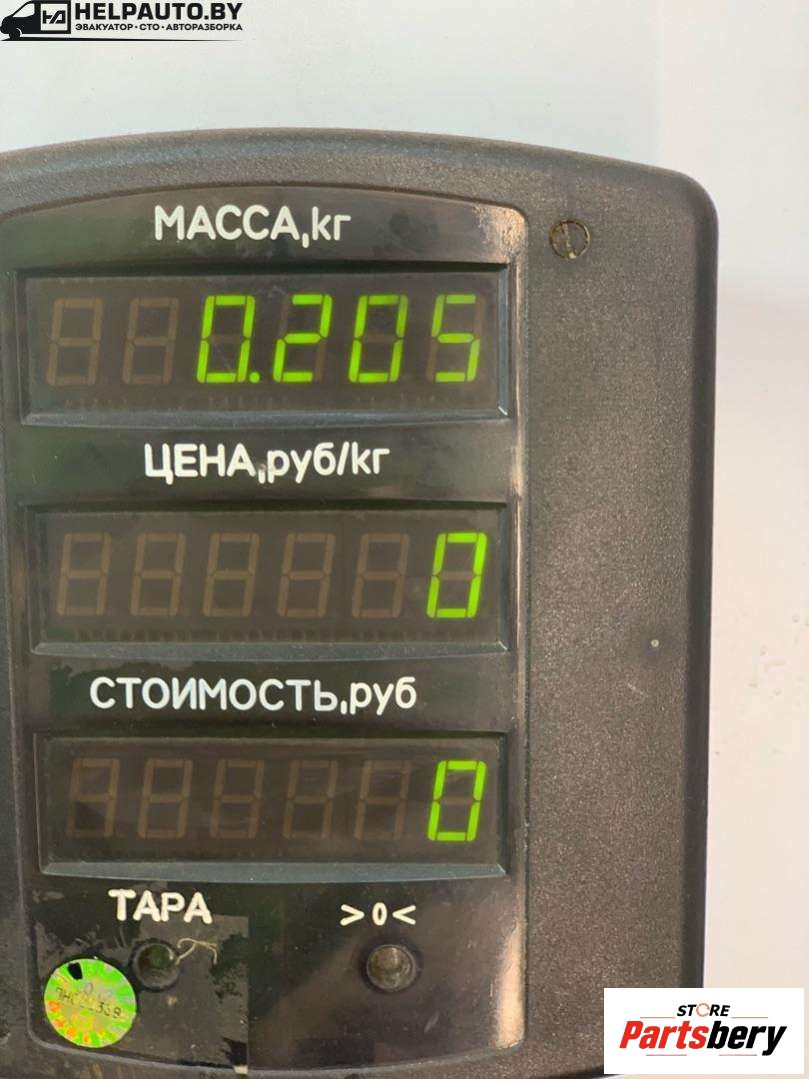 HELPAUTO.BY
ЭВАКУАТОР • СТО • АВТОРАЗБОРКА
МАССА,кг
0.205
ЦЕНА,руб/кг
0
СТОИМОСТЬ,руб
0
ТАРА >0<
STORE
Partsbery